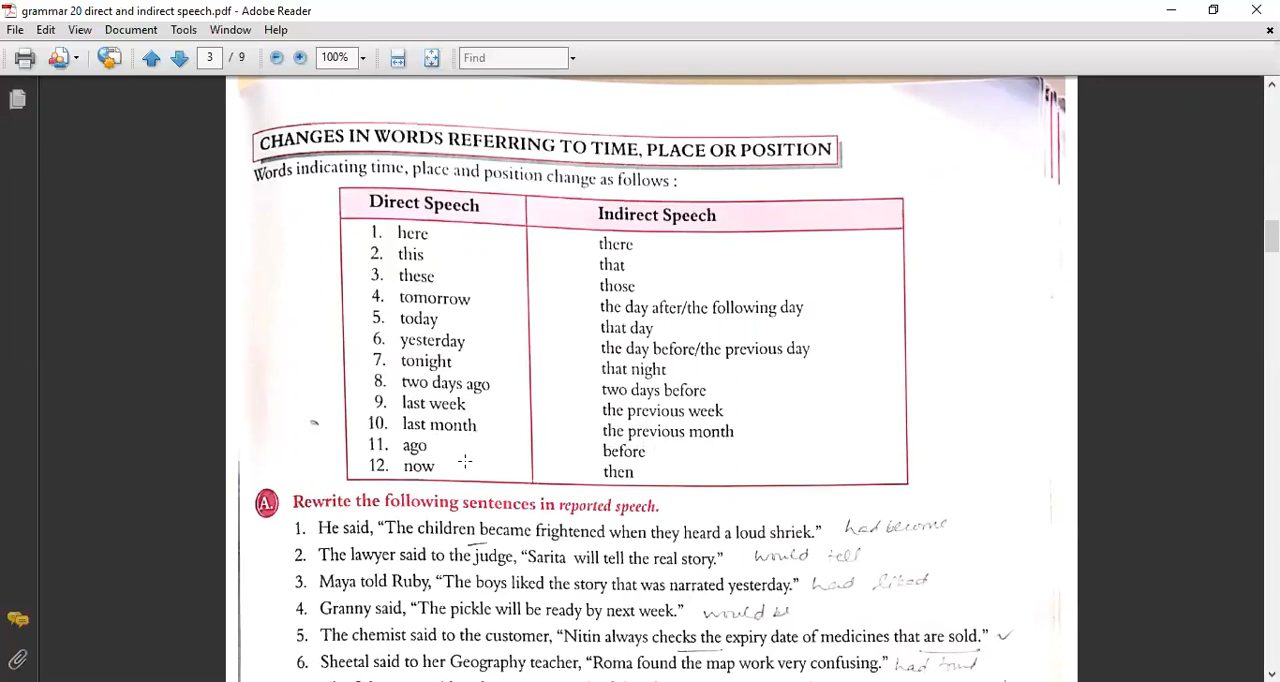 grammar 20 direct and indirect speech.pdf - Adobe Reader
File Edit View Document Tools Window Help
3 / 9 100% Find
CHANGES IN WORDS REFERRING TO TIME, PLACE OR POSITION
Words indicating time, place and position change as follows :
Direct Speech Indirect Speech
1. here there
2. this that
3. these those
4. tomorrow the day after/the following day
5. today that day
6. yesterday the day before/the previous day
7. tonight that night
8. two days ago two days before
9. last week the previous week
10. last month the previous month
11. ago before
12. now then
A. Rewrite the following sentences in reported speech.
1. He said, “The children became frightened when they heard a loud shriek.” had become
2. The lawyer said to the judge, “Sarita will tell the real story.” would tell
3. Maya told Ruby, “The boys liked the story that was narrated yesterday.” had liked
4. Granny said, “The pickle will be ready by next week.” would be
5. The chemist said to the customer, “Nitin always checks the expiry date of medicines that are sold.” ✓
6. Sheetal said to her Geography teacher, “Roma found the map work very confusing.” had found